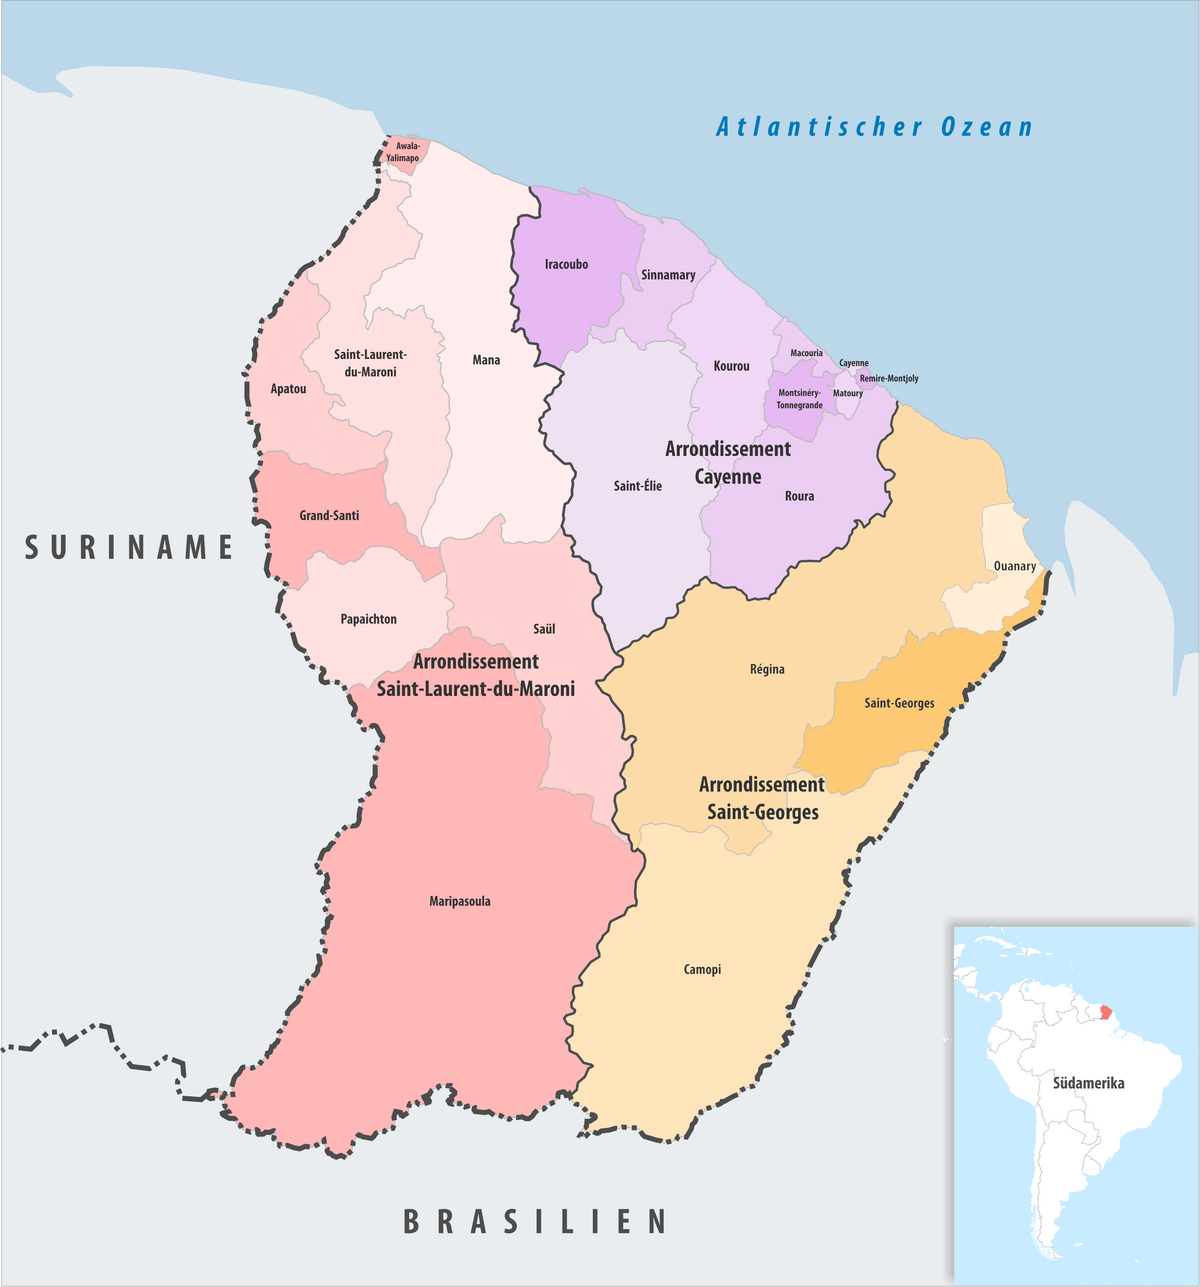 Atlantischer Ozean
Awala-
Yalimapo
Iracoubo
Sinnamary
Saint-Laurent-
du-Maroni
Mana
Kourou
Macouria
Cayenne
Remire-Montjoly
Apatou
Montsinéry-
Tonnegrande
Matoury
Arrondissement
Cayenne
Saint-Élie
Roura
Grand-Santi
SURINAME
Ouanary
Papaichton
Saül
Arrondissement
Saint-Laurent-du-Maroni
Régina
Saint-Georges
Arrondissement
Saint-Georges
Maripasoula
Camopi
Südamerika
BRASILIEN